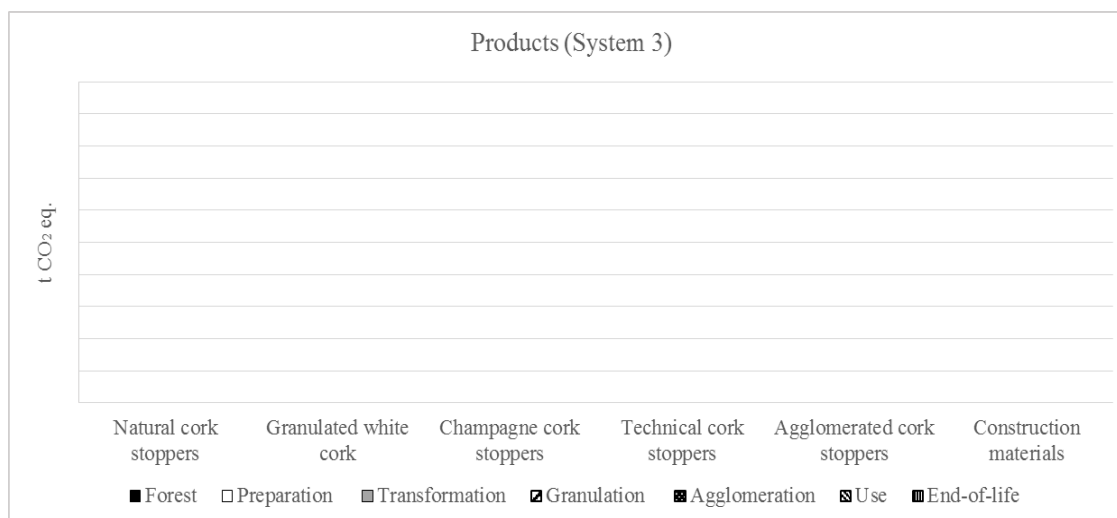 Products (System 3)
t CO₂ eq.
Natural cork stoppers
Granulated white cork
Champagne cork stoppers
Technical cork stoppers
Agglomerated cork stoppers
Construction materials
Forest Preparation Transformation Granulation Agglomeration Use End-of-life